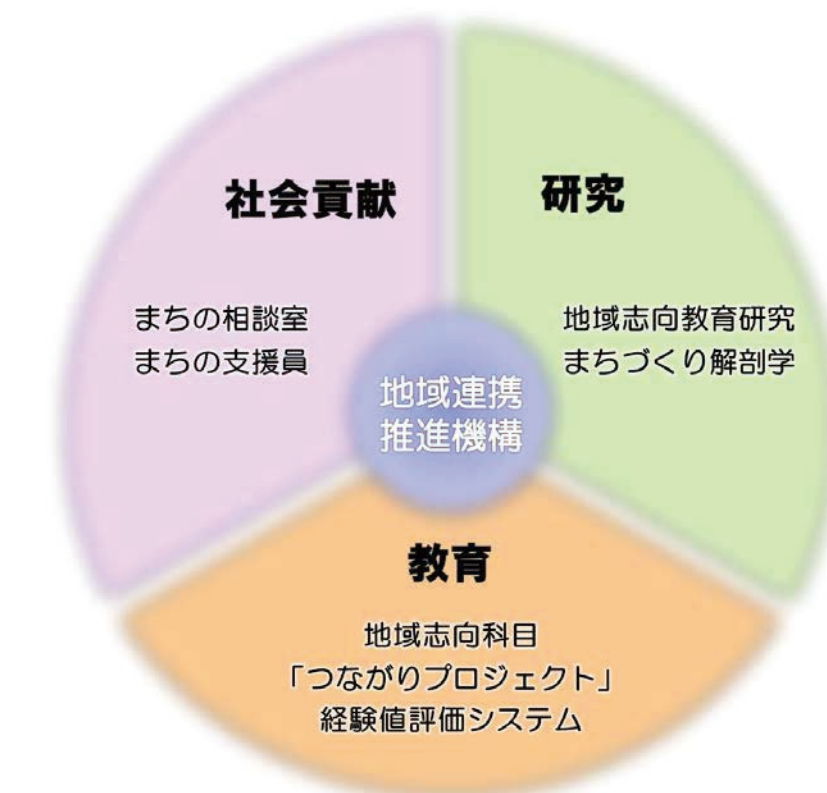 社会貢献
まちの相談室
まちの支援員
研究
地域志向教育研究
まちづくり解剖学
地域連携
推進機構
教育
地域志向科目
「つながりプロジェクト」
経験値評価システム